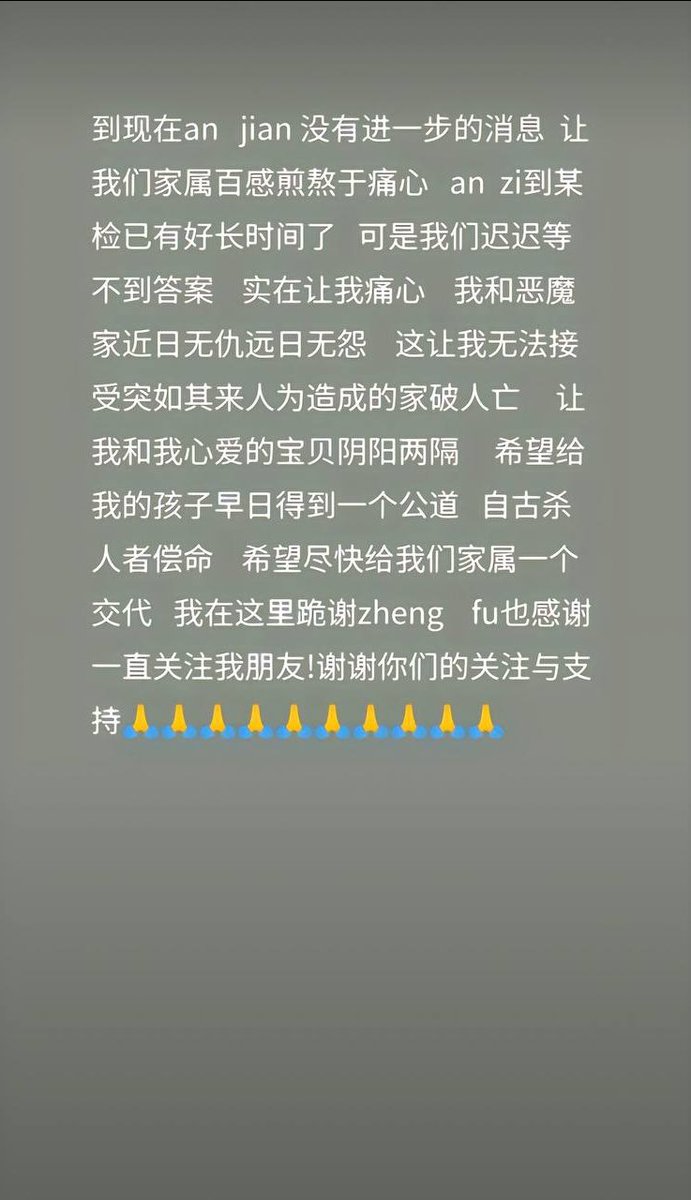 到现在an jian 没有进一步的消息 让
我们家属百感煎熬于痛心 an zi到某
检已有好长时间了 可是我们迟迟等
不到答案 实在让我痛心 我和恶魔
家近日无仇远日无怨 这让我无法接
受突如其来人为造成的家破人亡 让
我和我心爱的宝贝阴阳两隔 希望给
我的孩子早日得到一个公道 自古杀
人者偿命 希望尽快给我们家属一个
交代 我在这里跪谢zheng fu也感谢
一直关注我朋友!谢谢你们的关注与支
持🙏🙏🙏🙏🙏🙏🙏🙏🙏🙏